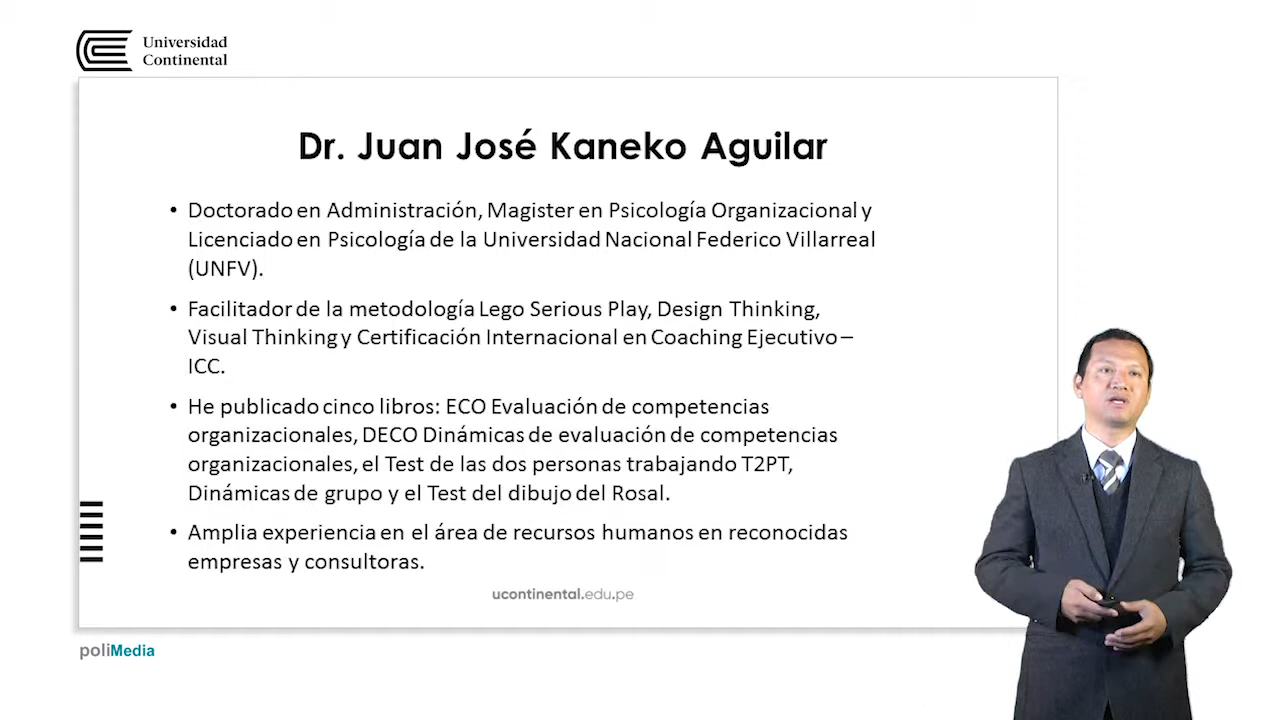 Universidad
Continental
Dr. Juan José Kaneko Aguilar
• Doctorado en Administración, Magister en Psicología Organizacional y
Licenciado en Psicología de la Universidad Nacional Federico Villarreal
(UNFV).
• Facilitador de la metodología Lego Serious Play, Design Thinking,
Visual Thinking y Certificación Internacional en Coaching Ejecutivo –
ICC.
• He publicado cinco libros: ECO Evaluación de competencias
organizacionales, DECO Dinámicas de evaluación de competencias
organizacionales, el Test de las dos personas trabajando T2PT,
Dinámicas de grupo y el Test del dibujo del Rosal.
• Amplia experiencia en el área de recursos humanos en reconocidas
empresas y consultoras.
ucontinental.edu.pe
poliMedia